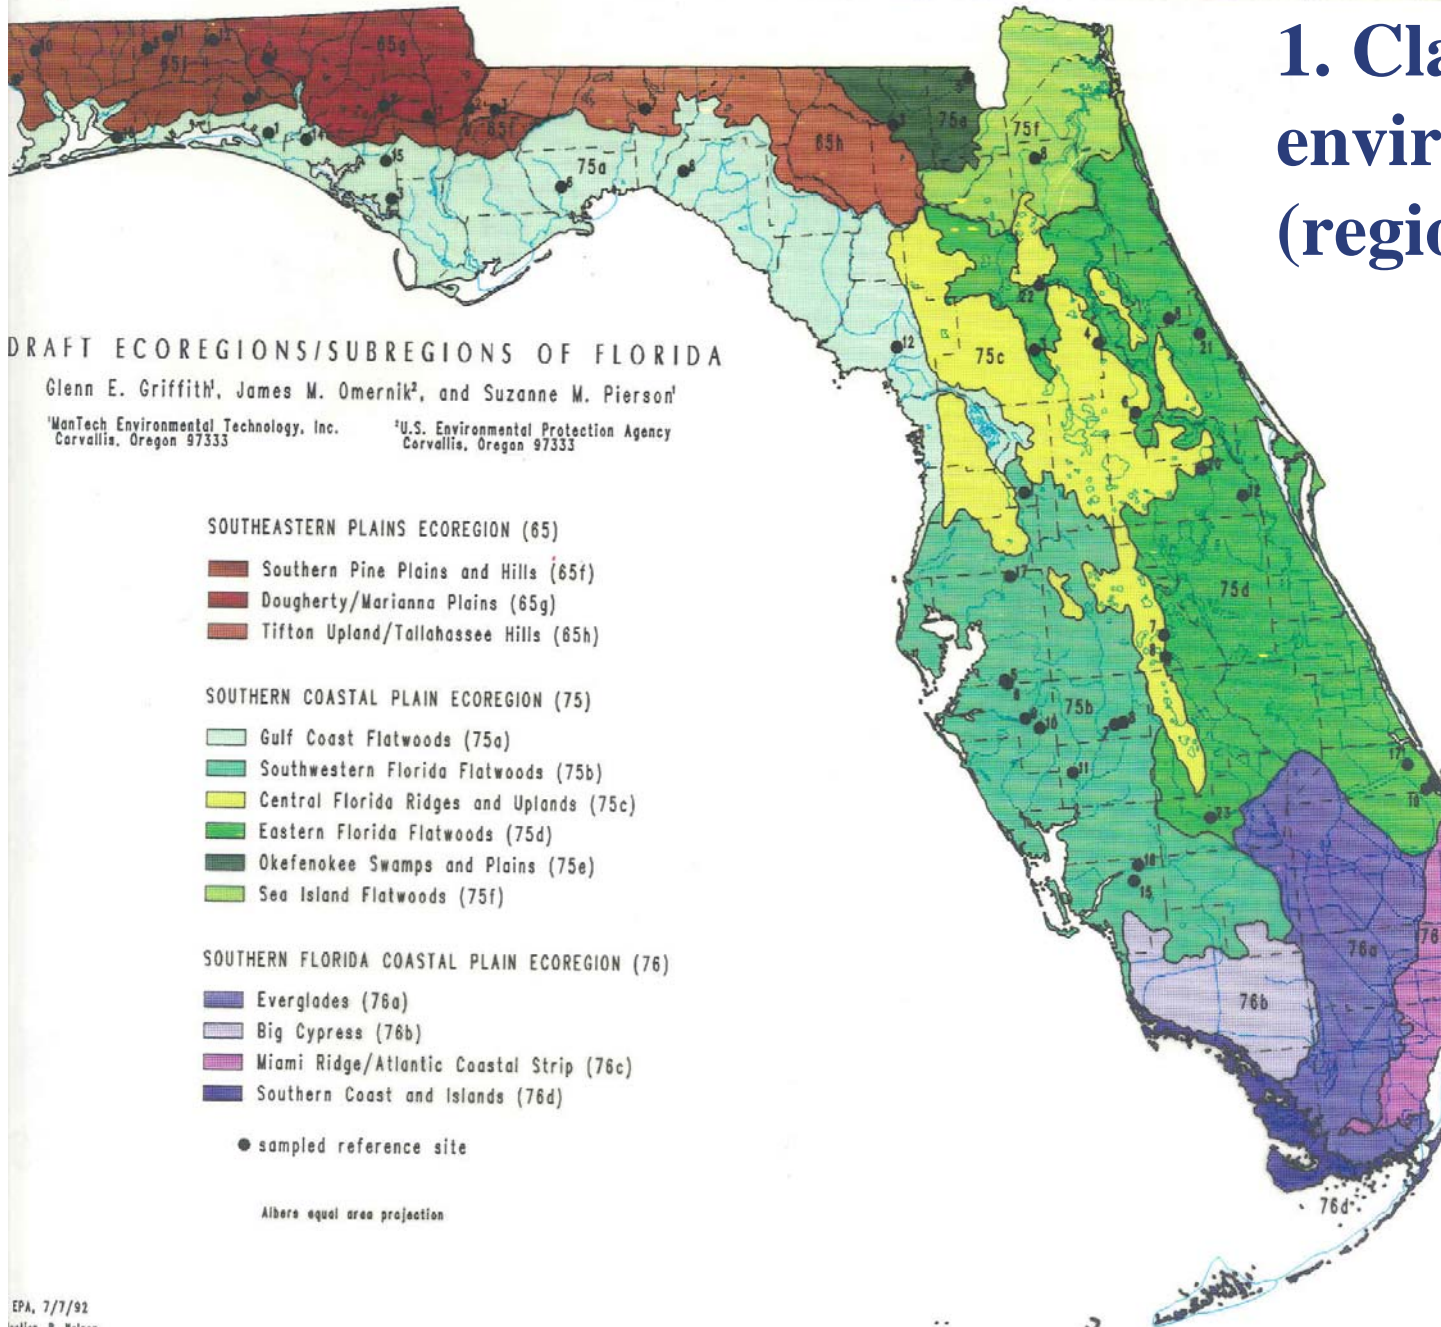 1. Cla
envir
(regio
DRAFT ECOREGIONS/SUBREGIONS OF FLORIDA
Glenn E. Griffith¹, James M. Omernik², and Suzanne M. Pierson¹
¹ManTech Environmental Technology, Inc.
Corvallis, Oregon 97333
²U.S. Environmental Protection Agency
Corvallis, Oregon 97333
SOUTHEASTERN PLAINS ECOREGION (65)
Southern Pine Plains and Hills (65f)
Dougherty/Marianna Plains (65g)
Tifton Upland/Tallahassee Hills (65h)
SOUTHERN COASTAL PLAIN ECOREGION (75)
Gulf Coast Flatwoods (75a)
Southwestern Florida Flatwoods (75b)
Central Florida Ridges and Uplands (75c)
Eastern Florida Flatwoods (75d)
Okefenokee Swamps and Plains (75e)
Sea Island Flatwoods (75f)
SOUTHERN FLORIDA COASTAL PLAIN ECOREGION (76)
Everglades (76a)
Big Cypress (76b)
Miami Ridge/Atlantic Coastal Strip (76c)
Southern Coast and Islands (76d)
sampled reference site
Albers equal area projection
EPA, 7/7/92
65f
65g
65f
65h
75a
75e
75f
75c
75d
75b
76a
76
76b
76d